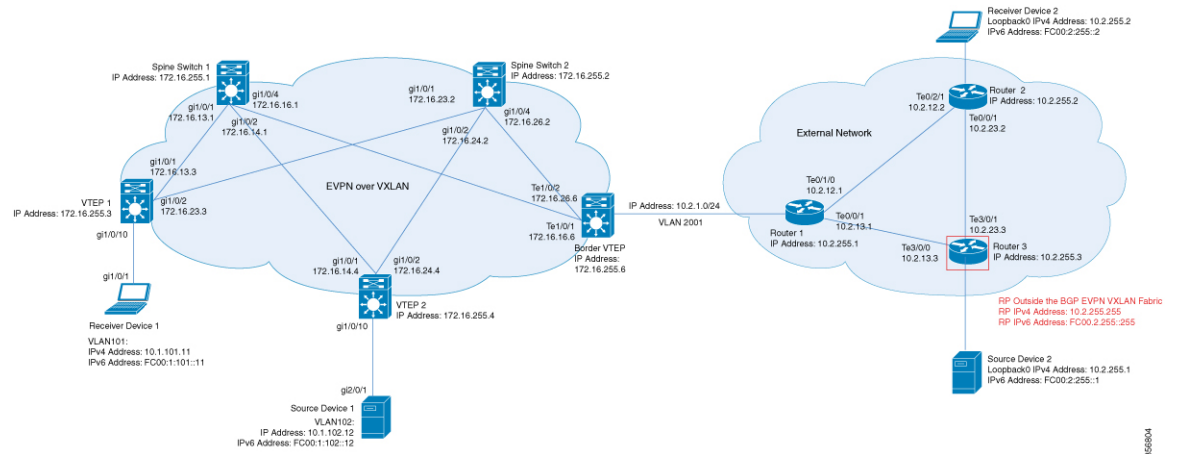 Receiver Device 2
Loopback0 IPv4 Address: 10.2.255.2
IPv6 Address: FC00:2:255::2
Spine Switch 1
IP Address: 172.16.255.1
Spine Switch 2
IP Address: 172.16.255.2
gi1/0/4
172.16.16.1
gi1/0/1
172.16.13.1
gi1/0/2
172.16.14.1
gi1/0/1
172.16.23.2
gi1/0/4
172.16.26.2
gi1/0/2
172.16.24.2
Te0/2/1
10.2.12.2
Router 2
IP Address: 10.2.255.2
Te0/0/1
10.2.23.2
External Network
gi1/0/1
172.16.13.3
EVPN over VXLAN
VTEP 1
IP Address: 172.16.255.3
gi1/0/2
172.16.23.3
gi1/0/10
Te1/0/2
172.16.26.6
Te1/0/1
172.16.16.6
Border VTEP
IP Address:
172.16.255.6
IP Address: 10.2.1.0/24
VLAN 2001
Te0/1/0
10.2.12.1
Te0/0/1
10.2.13.1
Router 1
IP Address: 10.2.255.1
Te3/0/1
10.2.23.3
Te3/0/0
10.2.13.3
Router 3
IP Address: 10.2.255.3
gi1/0/1
172.16.14.4
gi1/0/2
172.16.24.4
VTEP 2
IP Address: 172.16.255.4
gi1/0/10
gi1/0/1
Receiver Device 1
VLAN101:
IPv4 Address: 10.1.101.11
IPv6 Address: FC00:1:101::11
RP Outside the BGP EVPN VXLAN Fabric
RP IPv4 Address: 10.2.255.255
RP IPv6 Address: FC00.2.255::255
Source Device 2
Loopback0 IPv4 Address: 10.2.255.1
IPv6 Address: FC00:2:255::1
gi2/0/1
Source Device 1
VLAN102:
IP Address: 10.1.102.12
IPv6 Address: FC00:1:102::12
356804